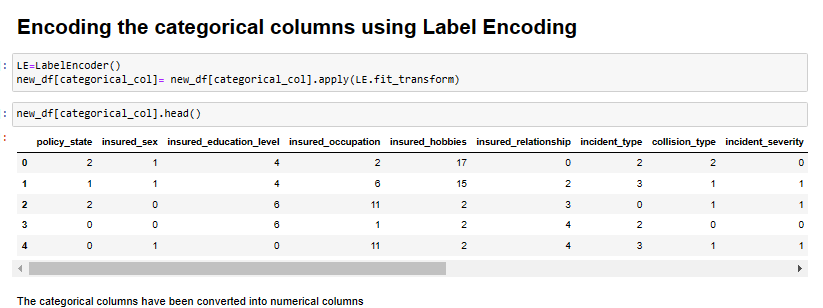 Encoding the categorical columns using Label Encoding
: LE=LabelEncoder()
new_df[categorical_col]= new_df[categorical_col].apply(LE.fit_transform)
: new_df[categorical_col].head()
:
policy_state insured_sex insured_education_level insured_occupation insured_hobbies insured_relationship incident_type collision_type incident_severity
0 2 1 4 2 17 0 2 2 0
1 1 1 4 6 15 2 3 1 1
2 2 0 6 11 2 3 0 1 1
3 0 0 6 1 2 4 2 0 0
4 0 1 0 11 2 4 3 1 1
The categorical columns have been converted into numerical columns